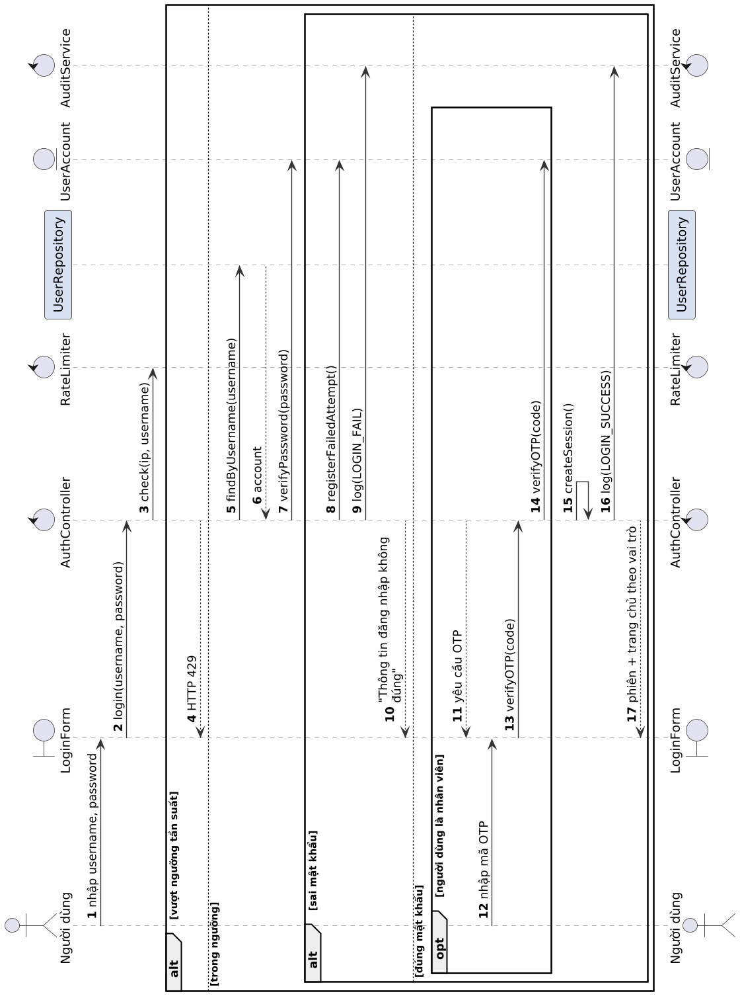 Người dùng
LoginForm
AuthController
RateLimiter
UserRepository
UserAccount
AuditService
1 nhập username, password
2 login(username, password)
3 check(ip, username)
alt
[vượt ngưỡng tần suất]
4 HTTP 429
[trong ngưỡng]
5 findByUsername(username)
6 account
7 verifyPassword(password)
alt
[sai mật khẩu]
8 registerFailedAttempt()
9 log(LOGIN_FAIL)
10 "Thông tin đăng nhập không
đúng"
[đúng mật khẩu]
opt
[người dùng là nhân viên]
11 yêu cầu OTP
12 nhập mã OTP
13 verifyOTP(code)
14 verifyOTP(code)
15 createSession()
16 log(LOGIN_SUCCESS)
17 phiên + trang chủ theo vai trò
Người dùng
LoginForm
AuthController
RateLimiter
UserRepository
UserAccount
AuditService